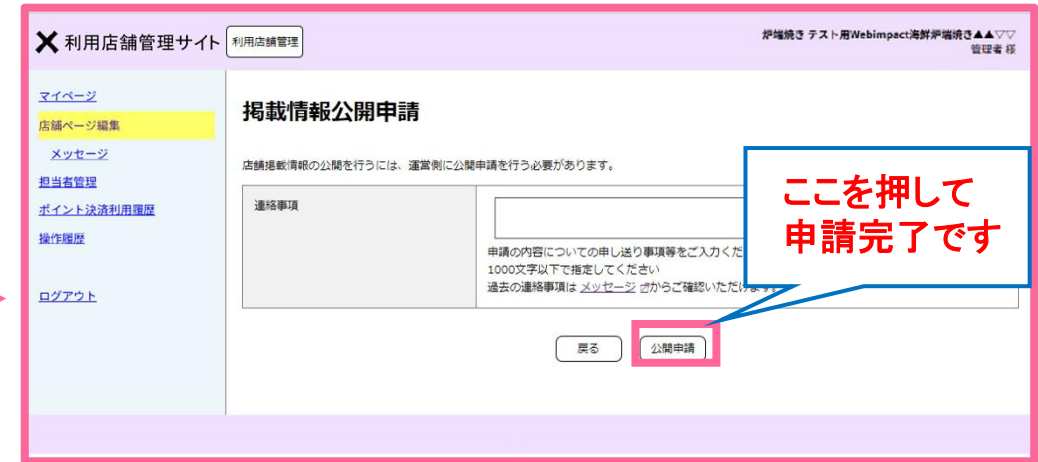 ✕ 利用店舗管理サイト 利用店舗管理
炉端焼き テスト用Webimpact海鮮炉端焼き▲▲▽▽
管理者 様
マイページ
店舗ページ編集
メッセージ
担当者管理
ポイント決済利用履歴
操作履歴
ログアウト
掲載情報公開申請
店舗掲載情報の公開を行うには、運営側に公開申請を行う必要があります。
連絡事項
申請の内容についての申し送り事項等をご入力くだ
1000文字以下で指定してください
過去の連絡事項は メッセージ からご確認いただけます。
戻る 公開申請
ここを押して
申請完了です